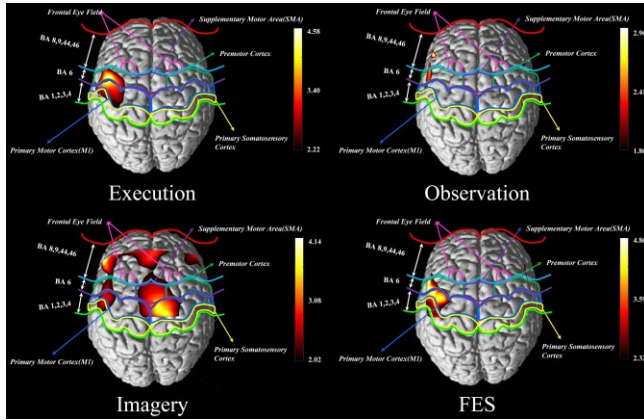 Frontal Eye Field
Supplementary Motor Area(SMA)
4.58
BA 8,9,44,46
Premotor Cortex
BA 6
3.40
BA 1,2,3,4
Primary Motor Cortex(M1)
Primary Somatosensory
Cortex
2.22
Execution
Frontal Eye Field
Supplementary Motor Area(SMA)
BA 8,9,44,46
Premotor Cortex
BA 6
BA 1,2,3,4
Primary Motor Cortex(M1)
Primary Somatosensory
Cortex
Observation
Frontal Eye Field
Supplementary Motor Area(SMA)
4.14
BA 8,9,44,46
Premotor Cortex
BA 6
3.08
BA 1,2,3,4
Primary Motor Cortex(M1)
Primary Somatosensory
Cortex
2.02
Imagery
Frontal Eye Field
Supplementary Motor Area(SMA)
BA 8,9,44,46
Premotor Cortex
BA 6
BA 1,2,3,4
Primary Motor Cortex(M1)
Primary Somatosensory
Cortex
FES